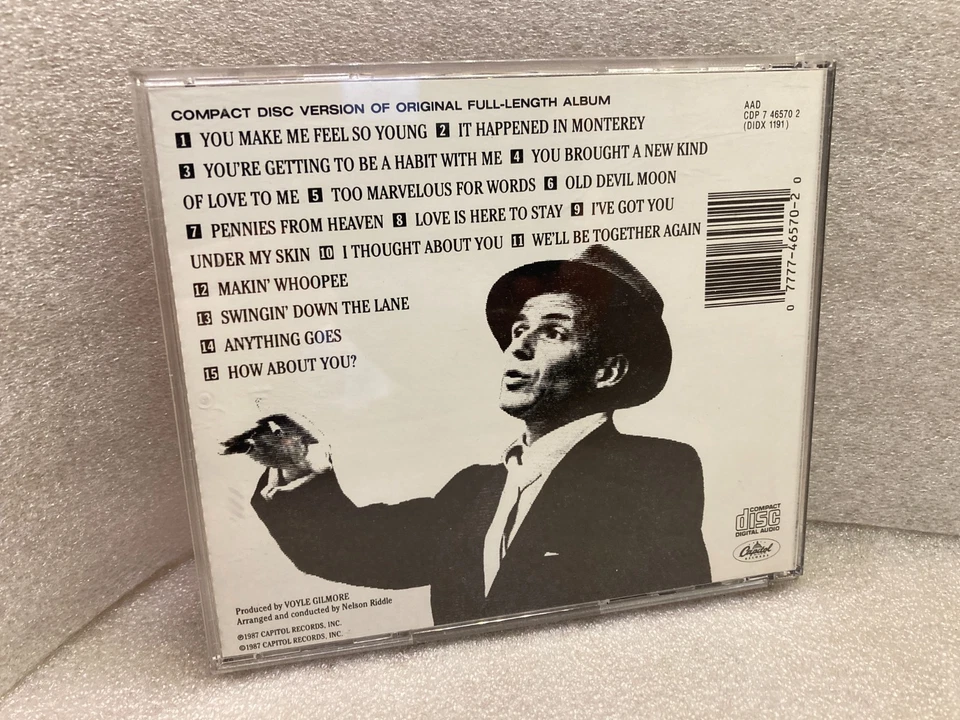 COMPACT DISC VERSION OF ORIGINAL FULL-LENGTH ALBUM
1 YOU MAKE ME FEEL SO YOUNG 2 IT HAPPENED IN MONTEREY
3 YOU'RE GETTING TO BE A HABIT WITH ME 4 YOU BROUGHT A NEW KIND
OF LOVE TO ME 5 TOO MARVELOUS FOR WORDS 6 OLD DEVIL MOON
7 PENNIES FROM HEAVEN 8 LOVE IS HERE TO STAY 9 I'VE GOT YOU
UNDER MY SKIN 10 I THOUGHT ABOUT YOU 11 WE'LL BE TOGETHER AGAIN
12 MAKIN' WHOOPEE
13 SWINGIN' DOWN THE LANE
14 ANYTHING GOES
15 HOW ABOUT YOU?
AAD
CDP 7 46570 2
(DIDX 1191)
0 7777-46570-2 0
COMPACT
disc
DIGITAL AUDIO
Capitol
RECORDS
Produced by VOYLE GILMORE
Arranged and conducted by Nelson Riddle
℗1987 CAPITOL RECORDS, INC.
©1987 CAPITOL RECORDS, INC.